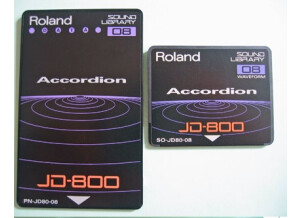 Roland
SOUND
LIBRARY
DATA
08
Accordion
JD-800
PN-JD80-08
Roland
SOUND
LIBRARY
08
WAVEFORM
Accordion
JD-800
SO-JD80-08